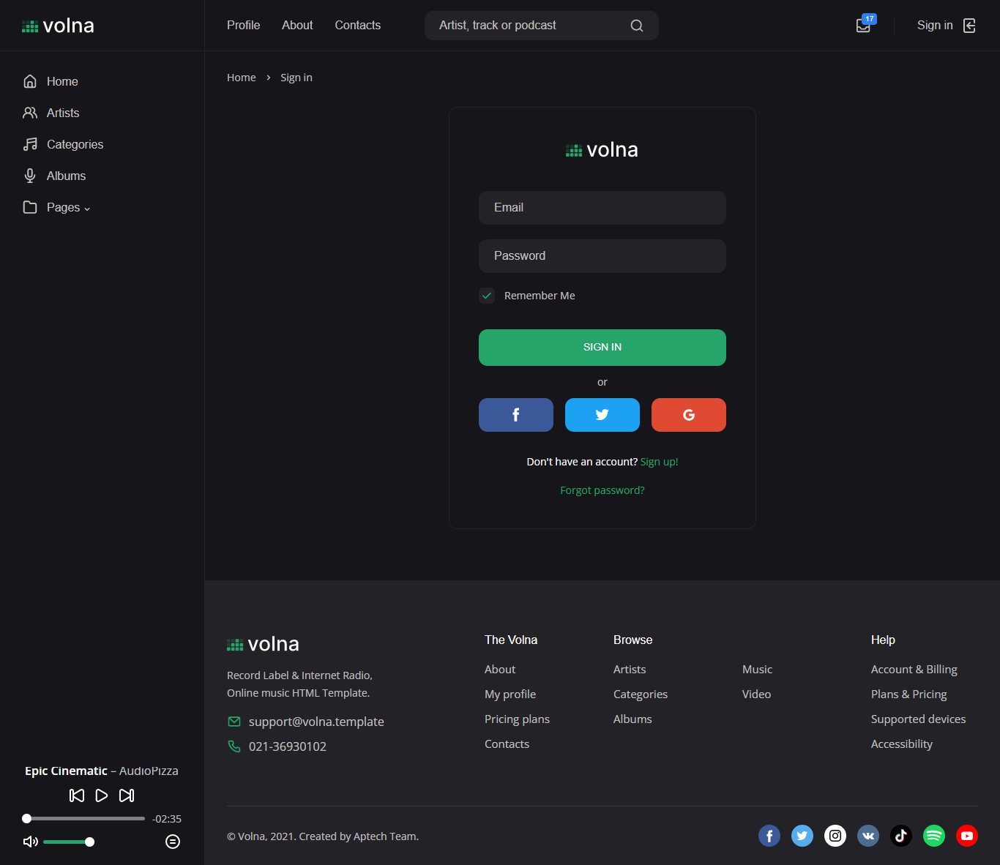 volna
Profile
About
Contacts
Artist, track or podcast
17
Sign in
Home
Artists
Categories
Albums
Pages
Home
Sign in
volna
Email
Password
Remember Me
SIGN IN
or
Don't have an account? Sign up!
Forgot password?
volna
Record Label & Internet Radio,
Online music HTML Template.
support@volna.template
021-36930102
The Volna
About
My profile
Pricing plans
Contacts
Browse
Artists
Categories
Albums
Music
Video
Help
Account & Billing
Plans & Pricing
Supported devices
Accessibility
Epic Cinematic – AudioPizza
-02:35
© Volna, 2021. Created by Aptech Team.